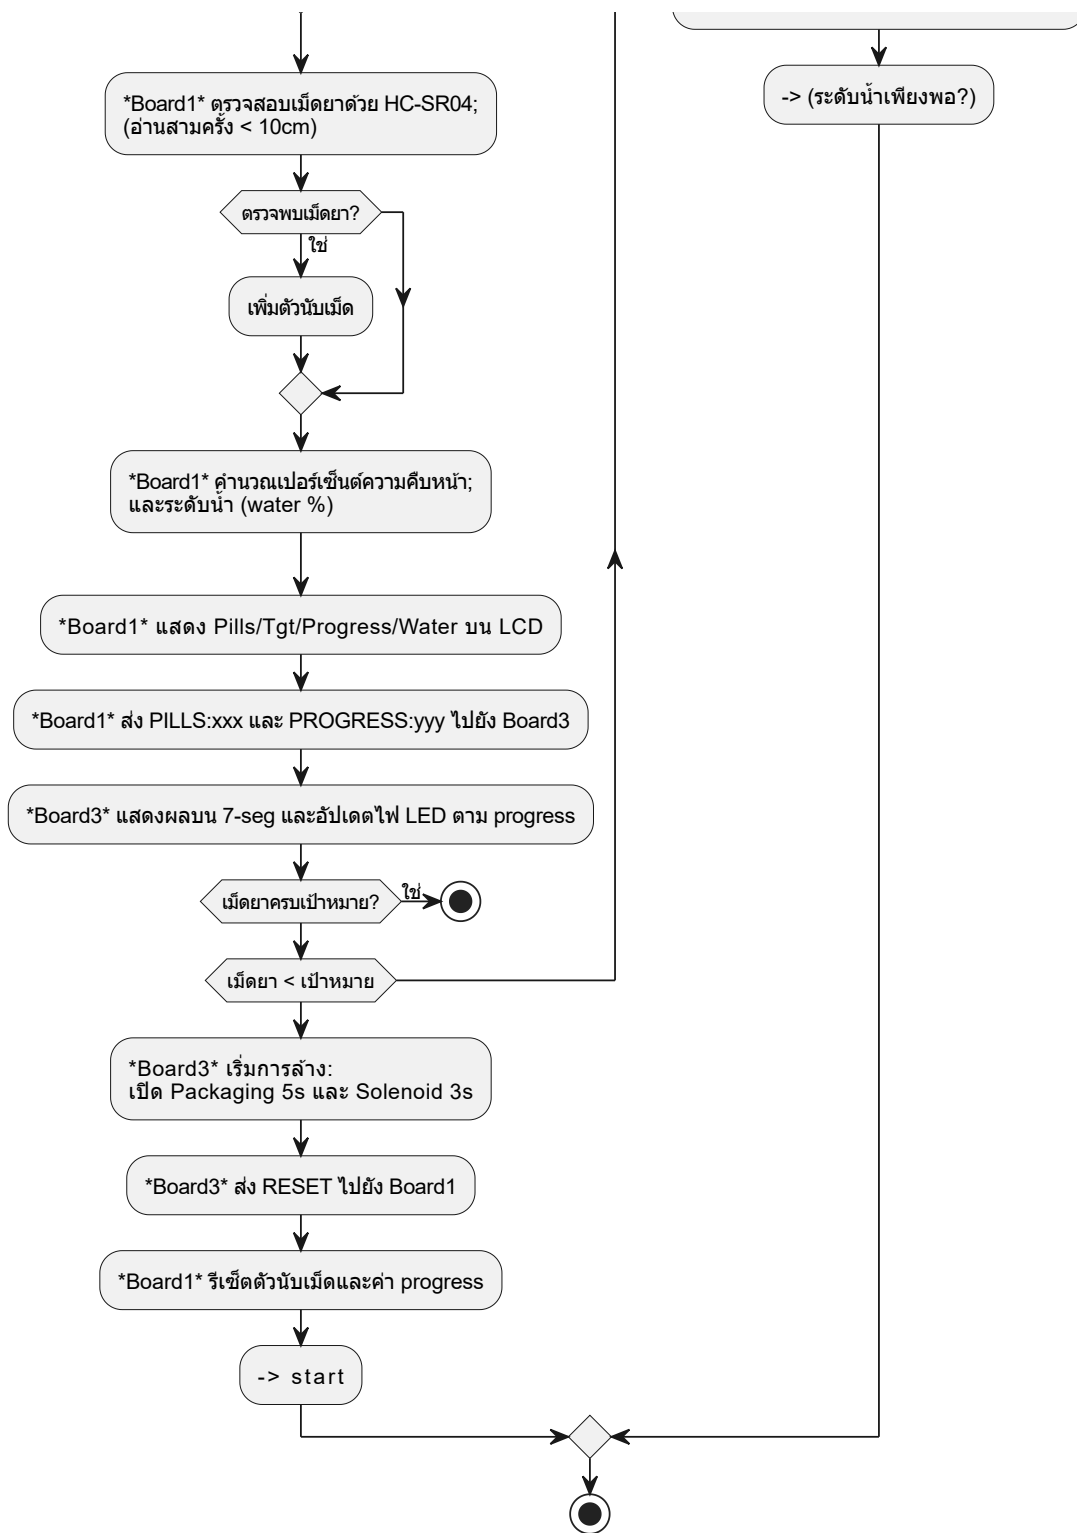 -> (ระดับน้ำเพียงพอ?)
*Board1* ตรวจสอบเม็ดยาด้วย HC-SR04;
(อ่านสามครั้ง < 10cm)
ตรวจพบเม็ดยา?
ใช่
เพิ่มตัวนับเม็ด
*Board1* คำนวณเปอร์เซ็นต์ความคืบหน้า;
และระดับน้ำ (water %)
*Board1* แสดง Pills/Tgt/Progress/Water บน LCD
*Board1* ส่ง PILLS:xxx และ PROGRESS:yyy ไปยัง Board3
*Board3* แสดงผลบน 7-seg และอัปเดตไฟ LED ตาม progress
เม็ดยาครบเป้าหมาย?
ใช่
เม็ดยา < เป้าหมาย
*Board3* เริ่มการล้าง:
เปิด Packaging 5s และ Solenoid 3s
*Board3* ส่ง RESET ไปยัง Board1
*Board1* รีเซ็ตตัวนับเม็ดและค่า progress
-> start